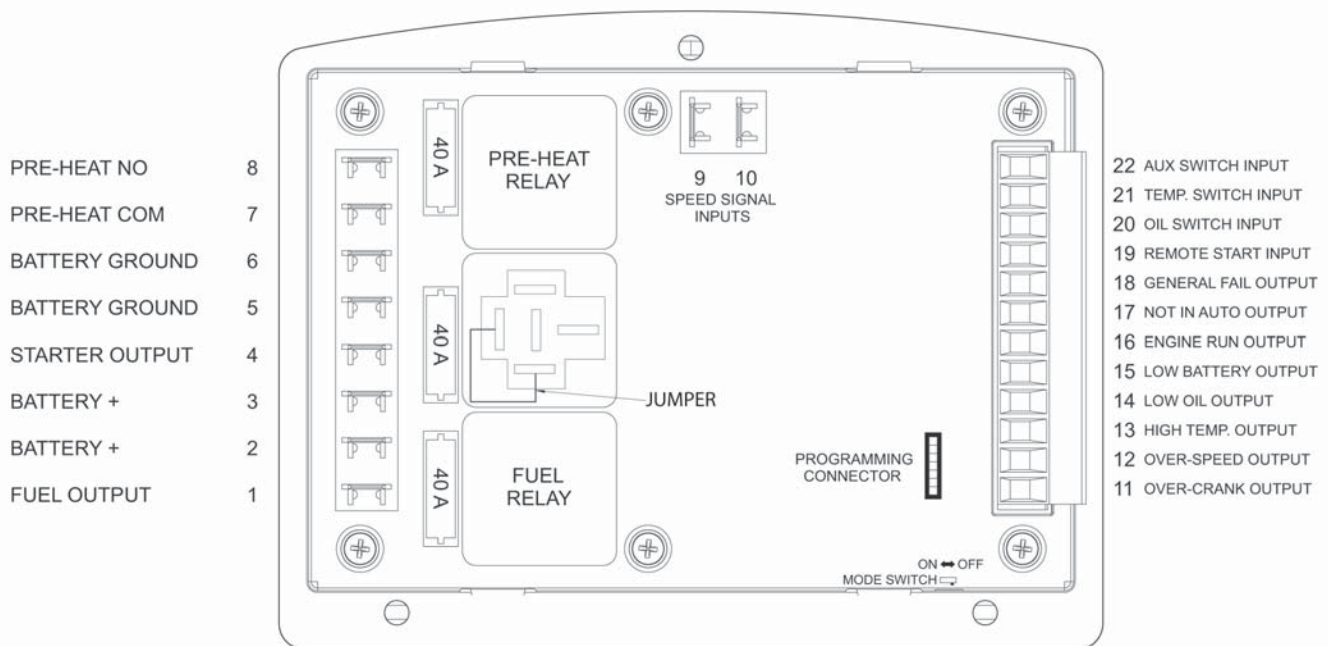 PRE-HEAT NO 8
PRE-HEAT COM 7
BATTERY GROUND 6
BATTERY GROUND 5
STARTER OUTPUT 4
BATTERY + 3
BATTERY + 2
FUEL OUTPUT 1
40 A
PRE-HEAT
RELAY
40 A
JUMPER
40 A
FUEL
RELAY
9 10
SPEED SIGNAL
INPUTS
PROGRAMMING
CONNECTOR
ON ⬌ OFF
MODE SWITCH
22 AUX SWITCH INPUT
21 TEMP. SWITCH INPUT
20 OIL SWITCH INPUT
19 REMOTE START INPUT
18 GENERAL FAIL OUTPUT
17 NOT IN AUTO OUTPUT
16 ENGINE RUN OUTPUT
15 LOW BATTERY OUTPUT
14 LOW OIL OUTPUT
13 HIGH TEMP. OUTPUT
12 OVER-SPEED OUTPUT
11 OVER-CRANK OUTPUT